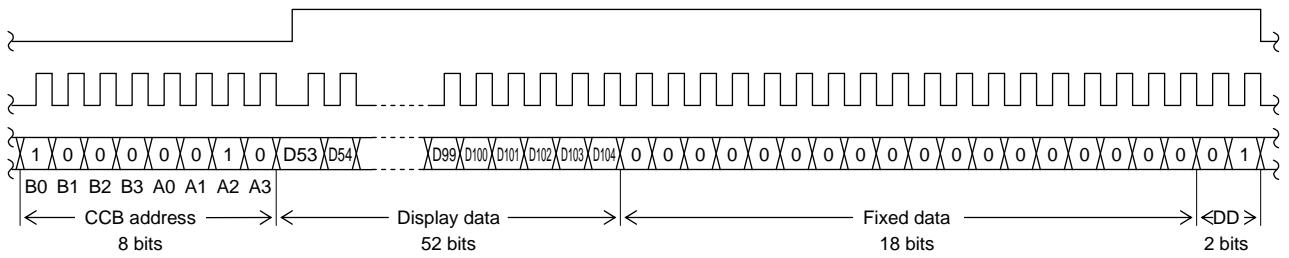 1 0 0 0 0 0 1 0 D53 D54 D99 D100 D101 D102 D103 D104 0 0 0 0 0 0 0 0 0 0 0 0 0 0 0 0 0 0 0 1
B0 B1 B2 B3 A0 A1 A2 A3
CCB address Display data Fixed data DD
8 bits 52 bits 18 bits 2 bits